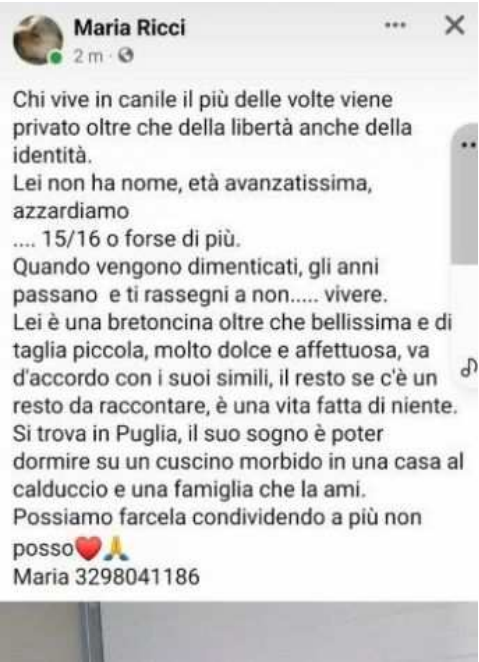 Maria Ricci
2 m
Chi vive in canile il più delle volte viene
privato oltre che della libertà anche della
identità.
Lei non ha nome, età avanzatissima,
azzardiamo
.... 15/16 o forse di più.
Quando vengono dimenticati, gli anni
passano e ti rassegni a non..... vivere.
Lei è una bretoncina oltre che bellissima e di
taglia piccola, molto dolce e affettuosa, va
d'accordo con i suoi simili, il resto se c'è un
resto da raccontare, è una vita fatta di niente.
Si trova in Puglia, il suo sogno è poter
dormire su un cuscino morbido in una casa al
calduccio e una famiglia che la ami.
Possiamo farcela condividendo a più non
posso❤️🙏
Maria 3298041186